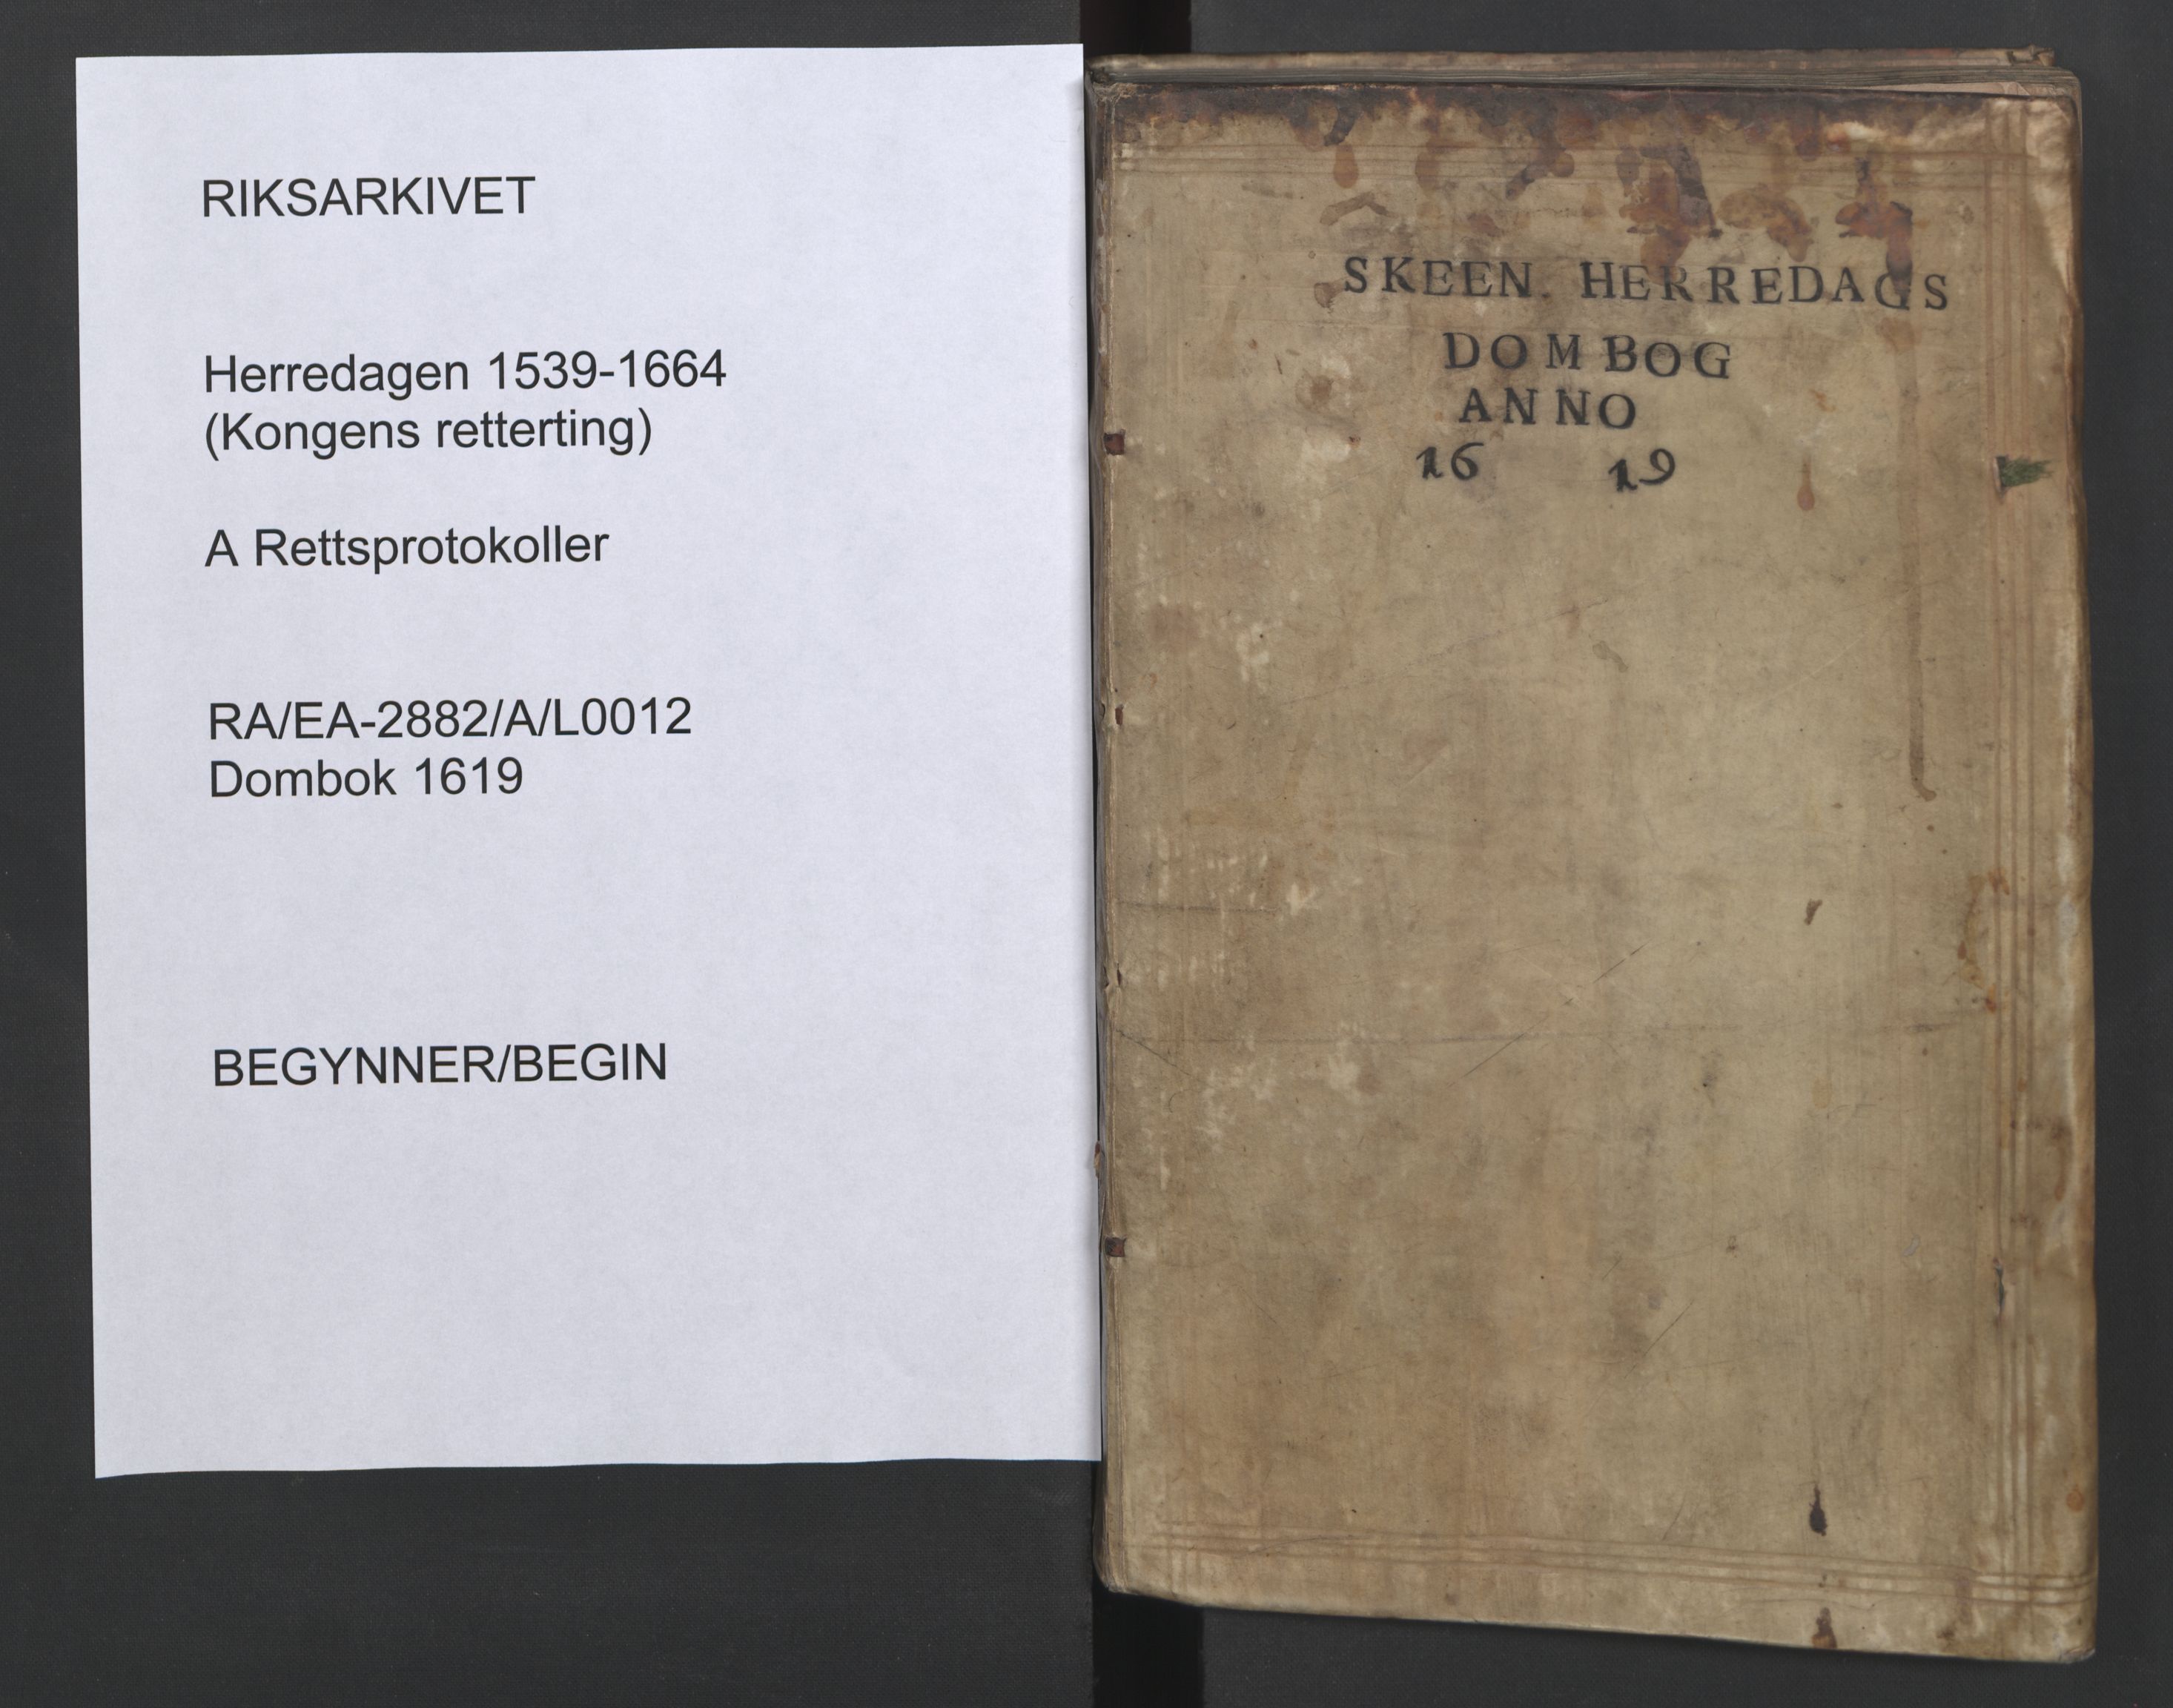 RIKSARKIVET
Herredagen 1539-1664
(Kongens retterting)
A Rettsprotokoller
RA/EA-2882/A/L0012
Dombok 1619
BEGYNNER/BEGIN
SKEEN. HERREDAGS
DOMBOG
ANNO
16 19